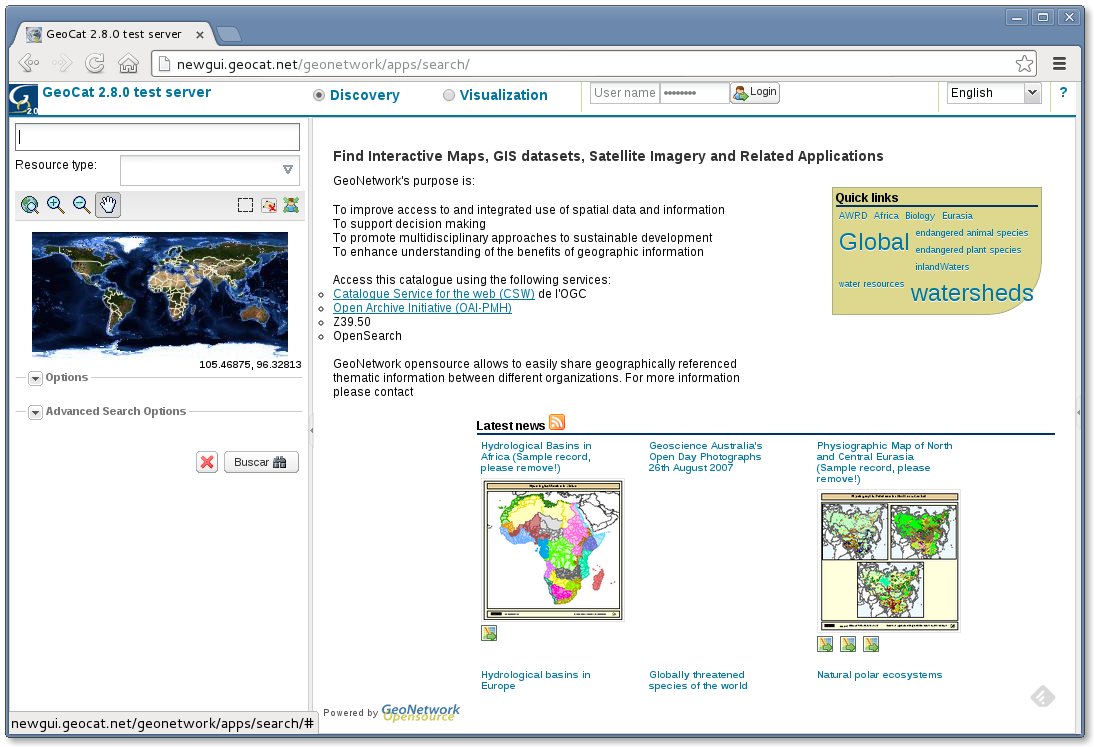 GeoCat 2.8.0 test server
newgui.geocat.net/geonetwork/apps/search/
GeoCat 2.8.0 test server
Discovery
Visualization
User name
Login
English
?
Resource type:
105.46875, 96.32813
Options
Advanced Search Options
Buscar
Find Interactive Maps, GIS datasets, Satellite Imagery and Related Applications
GeoNetwork's purpose is:
To improve access to and integrated use of spatial data and information
To support decision making
To promote multidisciplinary approaches to sustainable development
To enhance understanding of the benefits of geographic information
Access this catalogue using the following services:
Catalogue Service for the web (CSW) de l'OGC
Open Archive Initiative (OAI-PMH)
Z39.50
OpenSearch
GeoNetwork opensource allows to easily share geographically referenced
thematic information between different organizations. For more information
please contact
Quick links
AWRD Africa Biology Eurasia
Global
endangered animal species
endangered plant species
inlandWaters
water resources
watersheds
Latest news
Hydrological Basins in
Africa (Sample record,
please remove!)
Geoscience Australia's
Open Day Photographs
26th August 2007
Physiographic Map of North
and Central Eurasia
(Sample record, please
remove!)
Hydrological basins in
Europe
Globally threatened
species of the world
Natural polar ecosystems
Powered by GeoNetwork
Opensource
newgui.geocat.net/geonetwork/apps/search/#